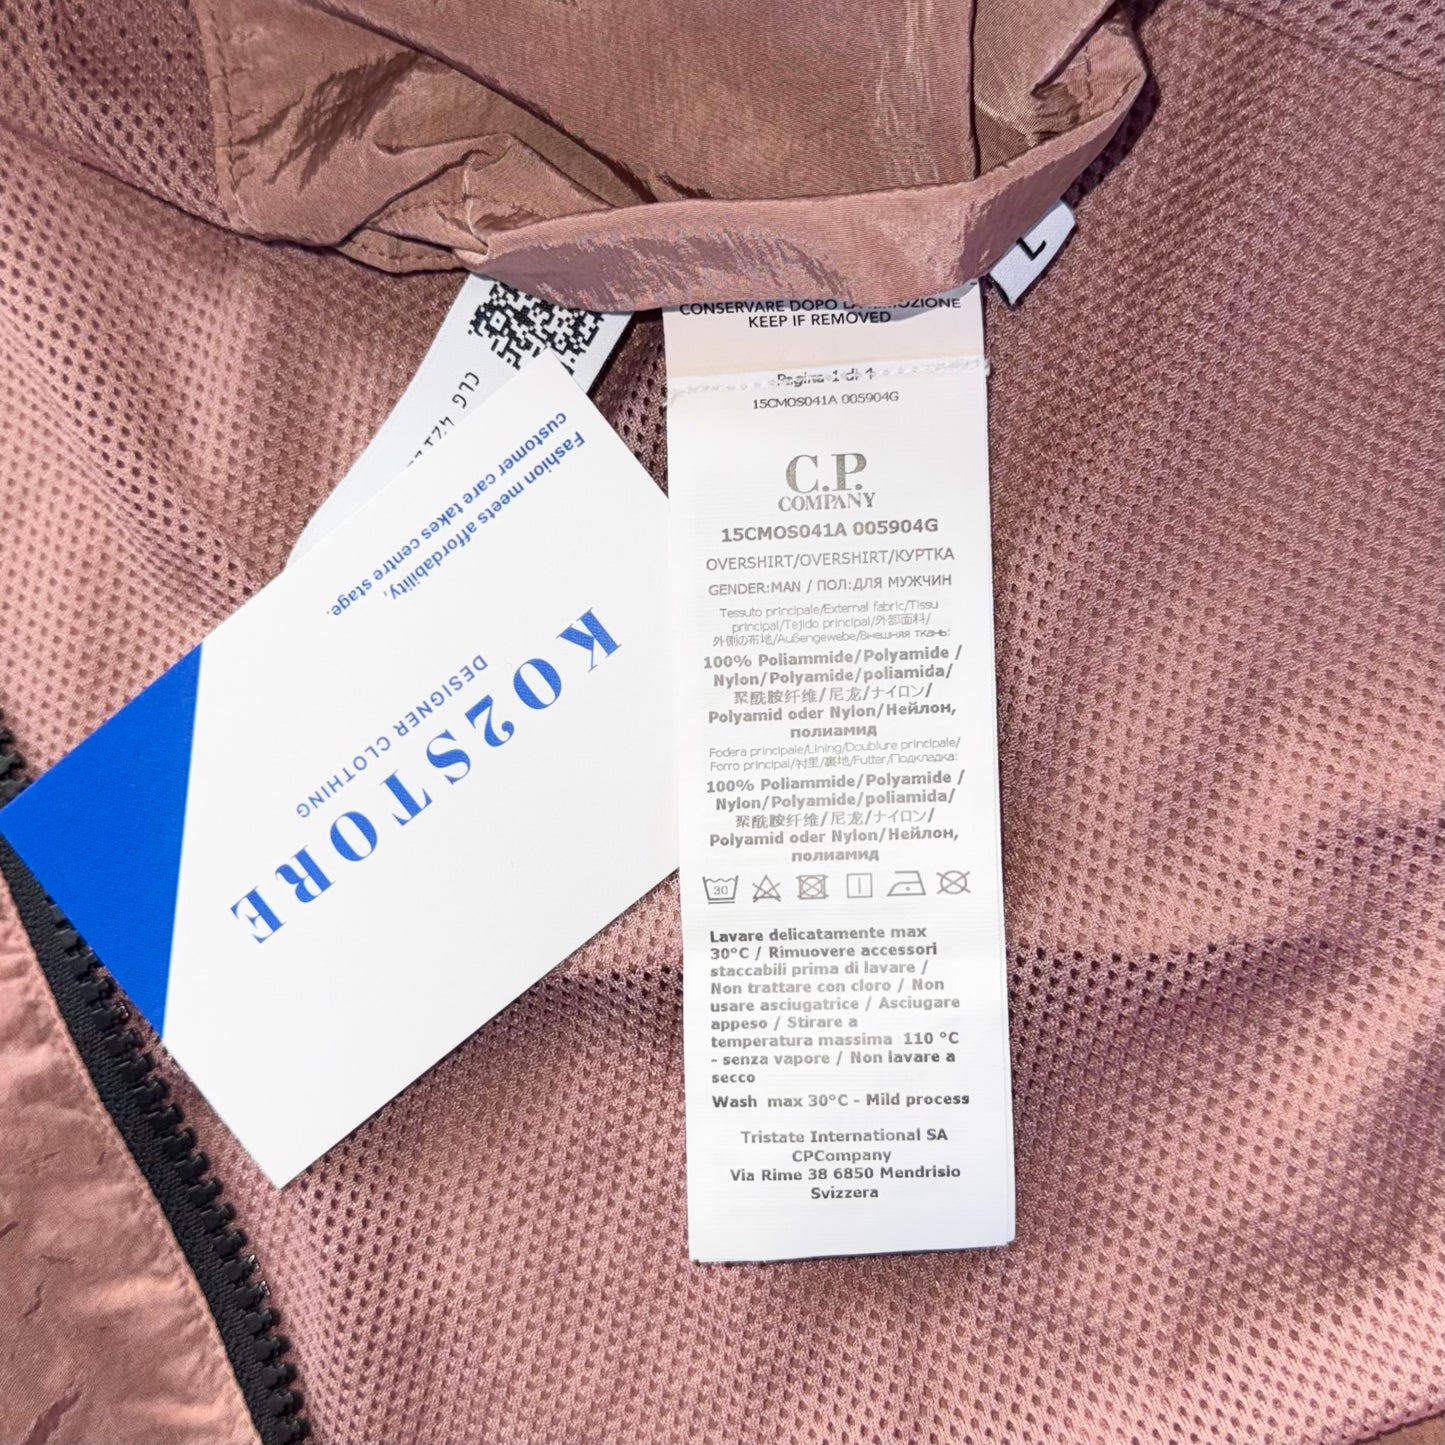 L
CONSERVARE DOPO LA RIMOZIONE
KEEP IF REMOVED
Pagina 1 di 4
15CMOS041A 005904G
C.P.
COMPANY
15CMOS041A 005904G
OVERSHIRT/OVERSHIRT/КУРТКА
GENDER:MAN / ПОЛ:ДЛЯ МУЖЧИН
Tessuto principale/External fabric/Tissu
principal/Tejido principal/外部面料/
外側の布地/Außengewebe/Внешняя ткань:
100% Poliammide/Polyamide /
Nylon/Polyamide/poliamida/
聚酰胺纤维/尼龙/ナイロン/
Polyamid oder Nylon/Нейлон,
полиамид
Fodera principale/Lining/Doublure principale/
Forro principal/衬里/裏地/Futter/Подкладка:
100% Poliammide/Polyamide /
Nylon/Polyamide/poliamida/
聚酰胺纤维/尼龙/ナイロン/
Polyamid oder Nylon/Нейлон,
полиамид
30
Lavare delicatamente max
30°C / Rimuovere accessori
staccabili prima di lavare /
Non trattare con cloro / Non
usare asciugatrice / Asciugare
appeso / Stirare a
temperatura massima 110 °C
- senza vapore / Non lavare a
secco
Wash max 30°C - Mild process
Tristate International SA
CPCompany
Via Rime 38 6850 Mendrisio
Svizzera
KO2STORE
DESIGNER CLOTHING
Fashion meets affordability,
customer care takes centre stage.